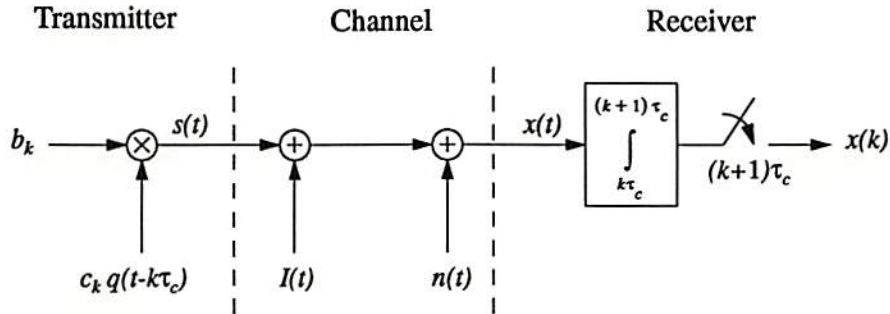 Transmitter
Channel
Receiver
b_k
s(t)
x(t)
(k+1) τ_c
∫
kτ_c
(k+1)τ_c
x(k)
c_k q(t-kτ_c)
I(t)
n(t)